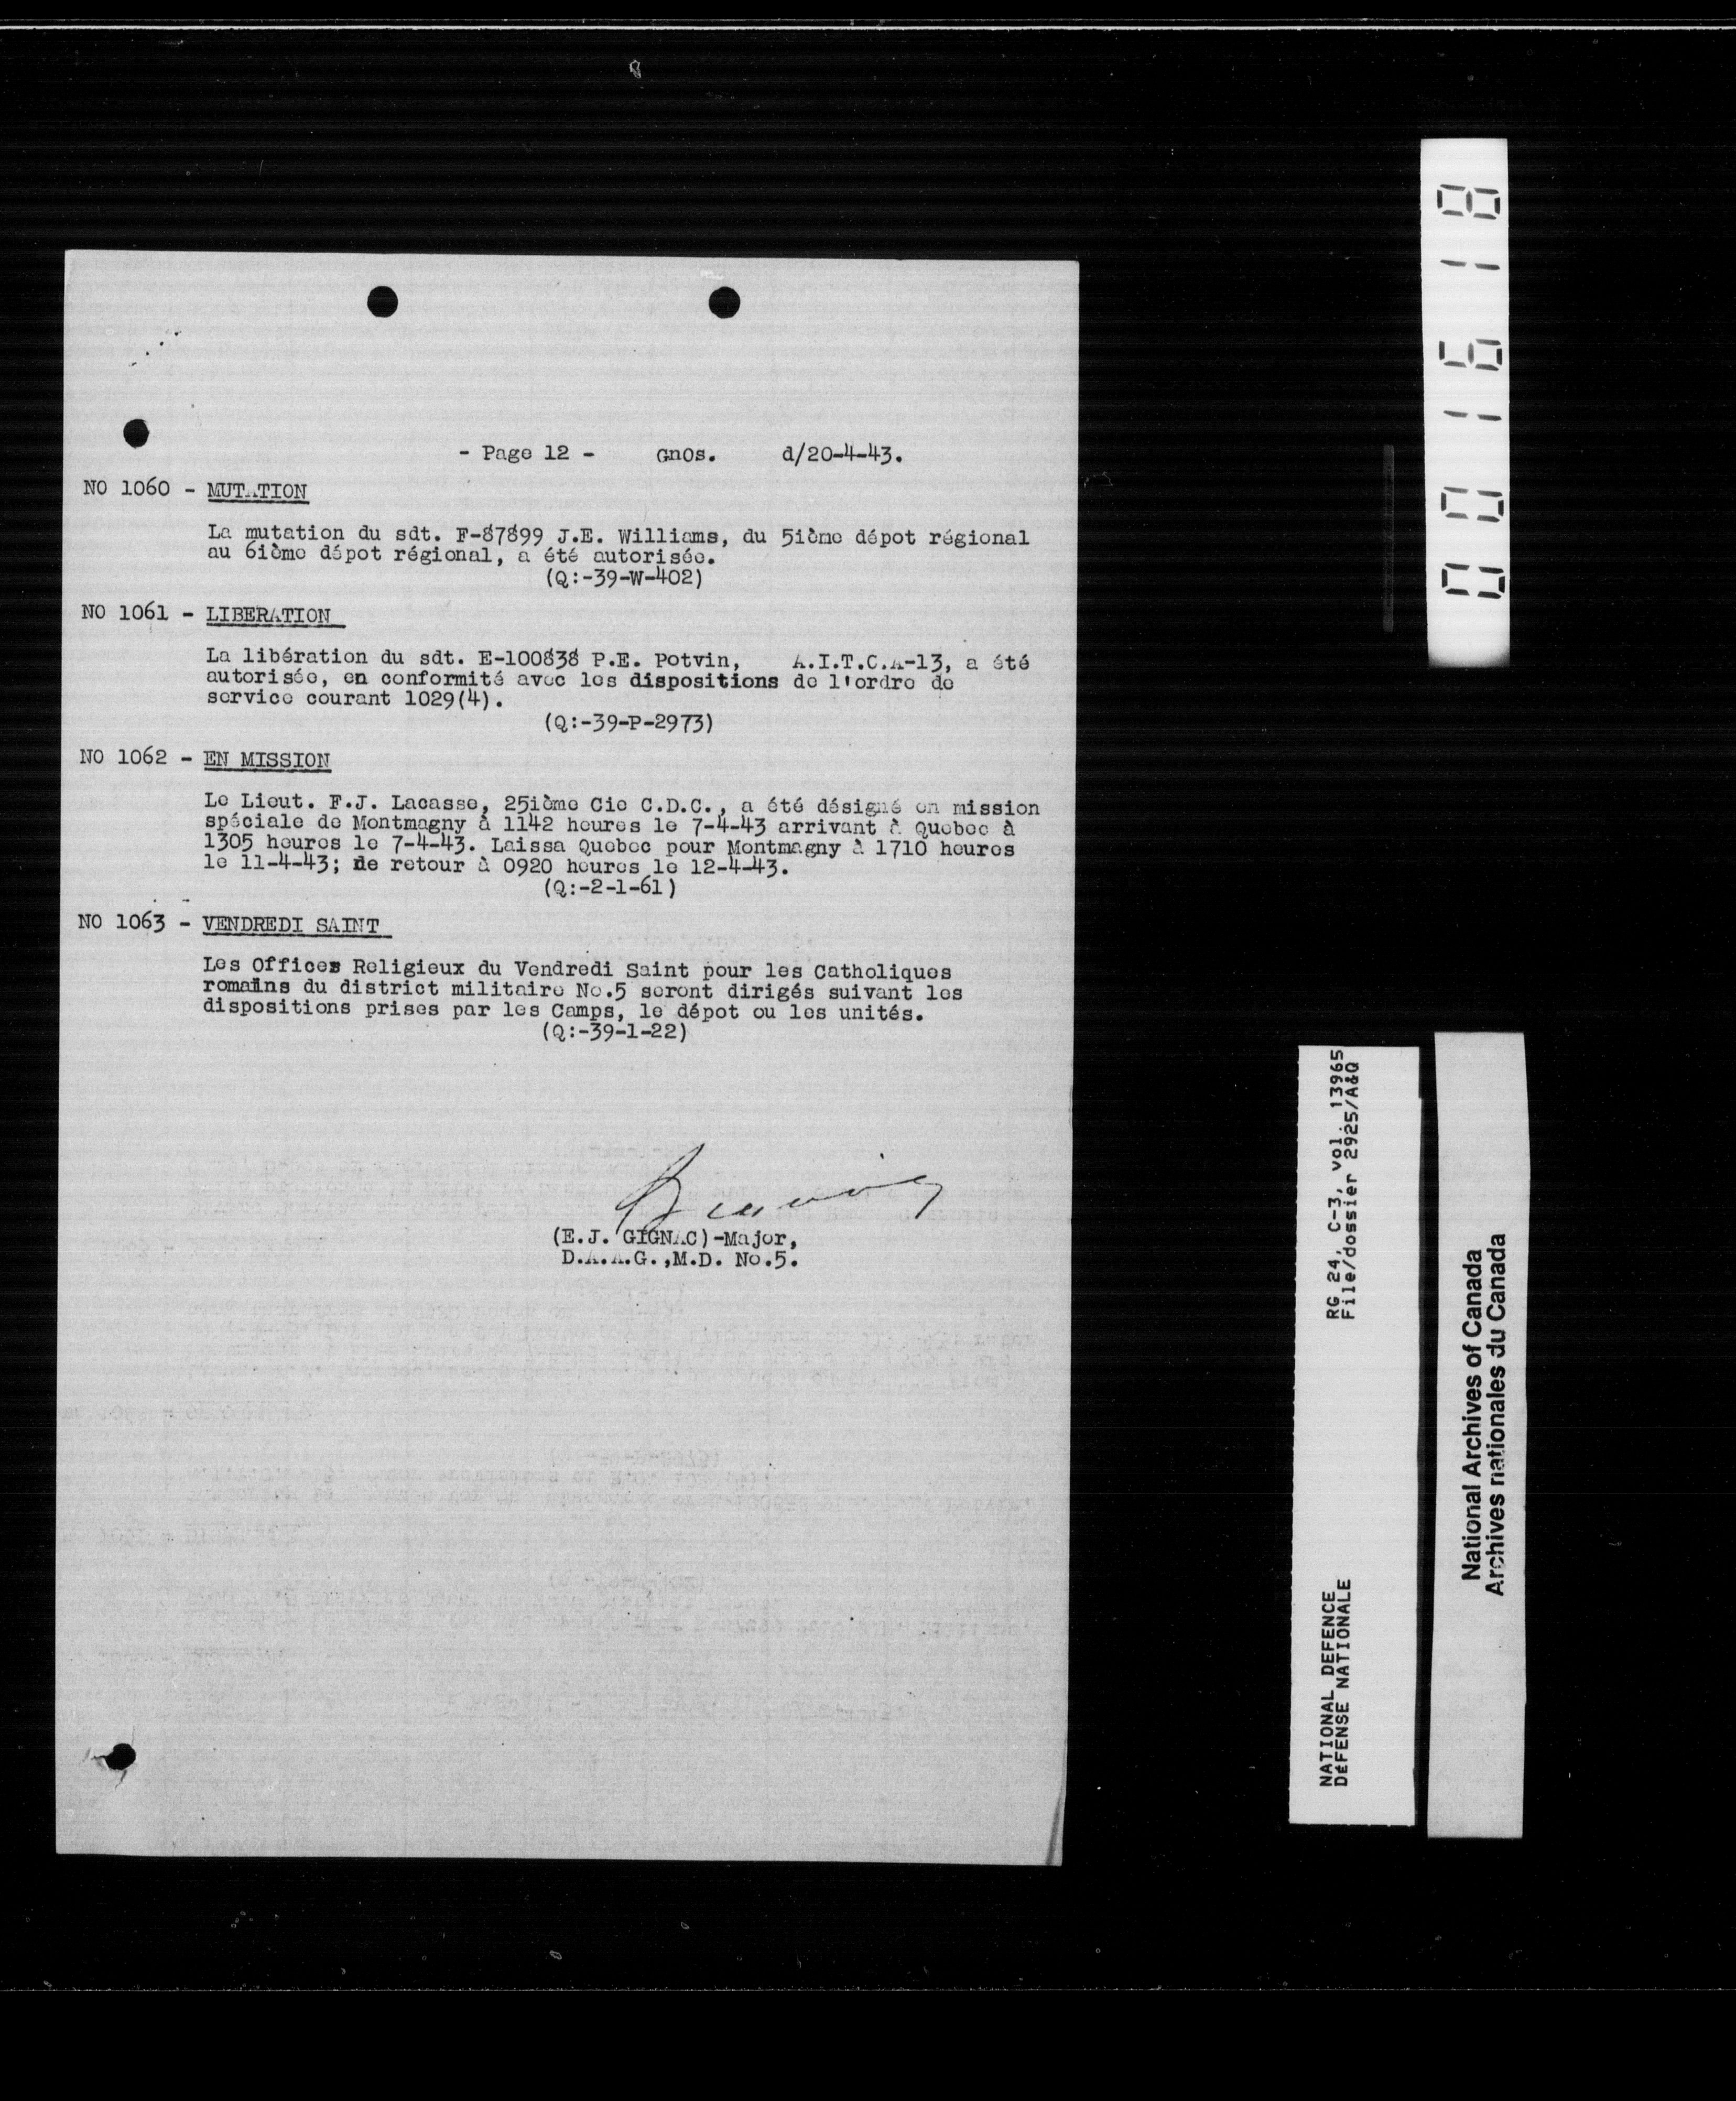 - Page 12 - GnOs. d/20-4-43.
NO 1060 - MUTATION
La mutation du sdt. F-87899 J.E. Williams, du 5ième dépot régional
au 6ième dépot régional, a été autorisée.
(Q:-39-W-402)
NO 1061 - LIBERATION
La libération du sdt. E-100838 P.E. Potvin, A.I.T.C.A-13, a été
autorisée, en conformité avec les dispositions de l'ordre de
service courant 1029(4).
(Q:-39-P-2973)
NO 1062 - EN MISSION
Le Lieut. F.J. Lacasse, 25ième Cie C.D.C., a été désigné en mission
spéciale de Montmagny à 1142 heures le 7-4-43 arrivant à Quebec à
1305 heures le 7-4-43. Laissa Quebec pour Montmagny à 1710 heures
le 11-4-43; de retour à 0920 heures le 12-4-43.
(Q:-2-1-61)
NO 1063 - VENDREDI SAINT
Les Offices Religieux du Vendredi Saint pour les Catholiques
romains du district militaire No.5 seront dirigés suivant les
dispositions prises par les Camps, le dépot ou les unités.
(Q:-39-1-22)
(E.J. GIGNAC)-Major,
D.A.A.G.,M.D. No.5.
001618
NATIONAL DEFENCE RG 24, C-3, vol. 13965
DÉFENSE NATIONALE File/dossier 2925/A&Q
National Archives of Canada
Archives nationales du Canada